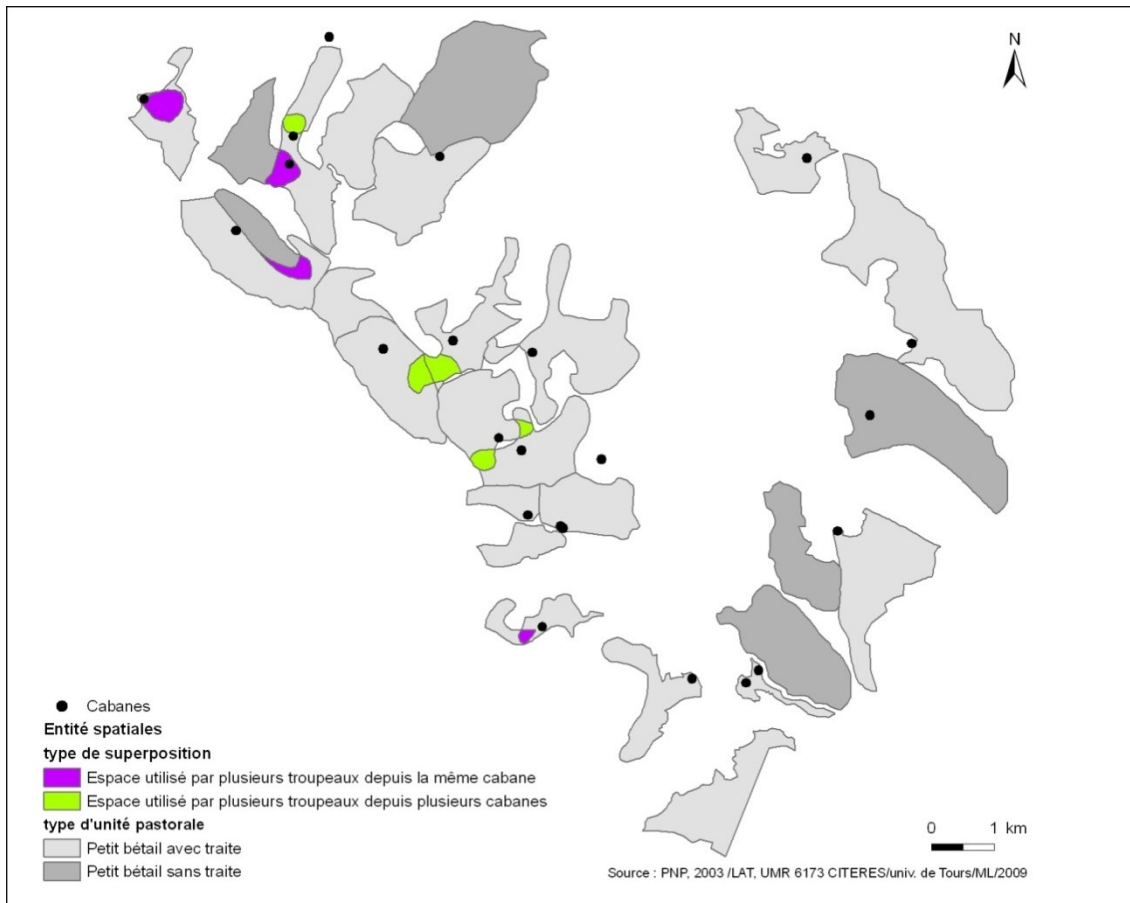 N
Cabanes
Entité spatiales
type de superposition
Espace utilisé par plusieurs troupeaux depuis la même cabane
Espace utilisé par plusieurs troupeaux depuis plusieurs cabanes
type d'unité pastorale
Petit bétail avec traite
Petit bétail sans traite
0 1 km
Source : PNP, 2003 /LAT, UMR 6173 CITERES/univ. de Tours/ML/2009